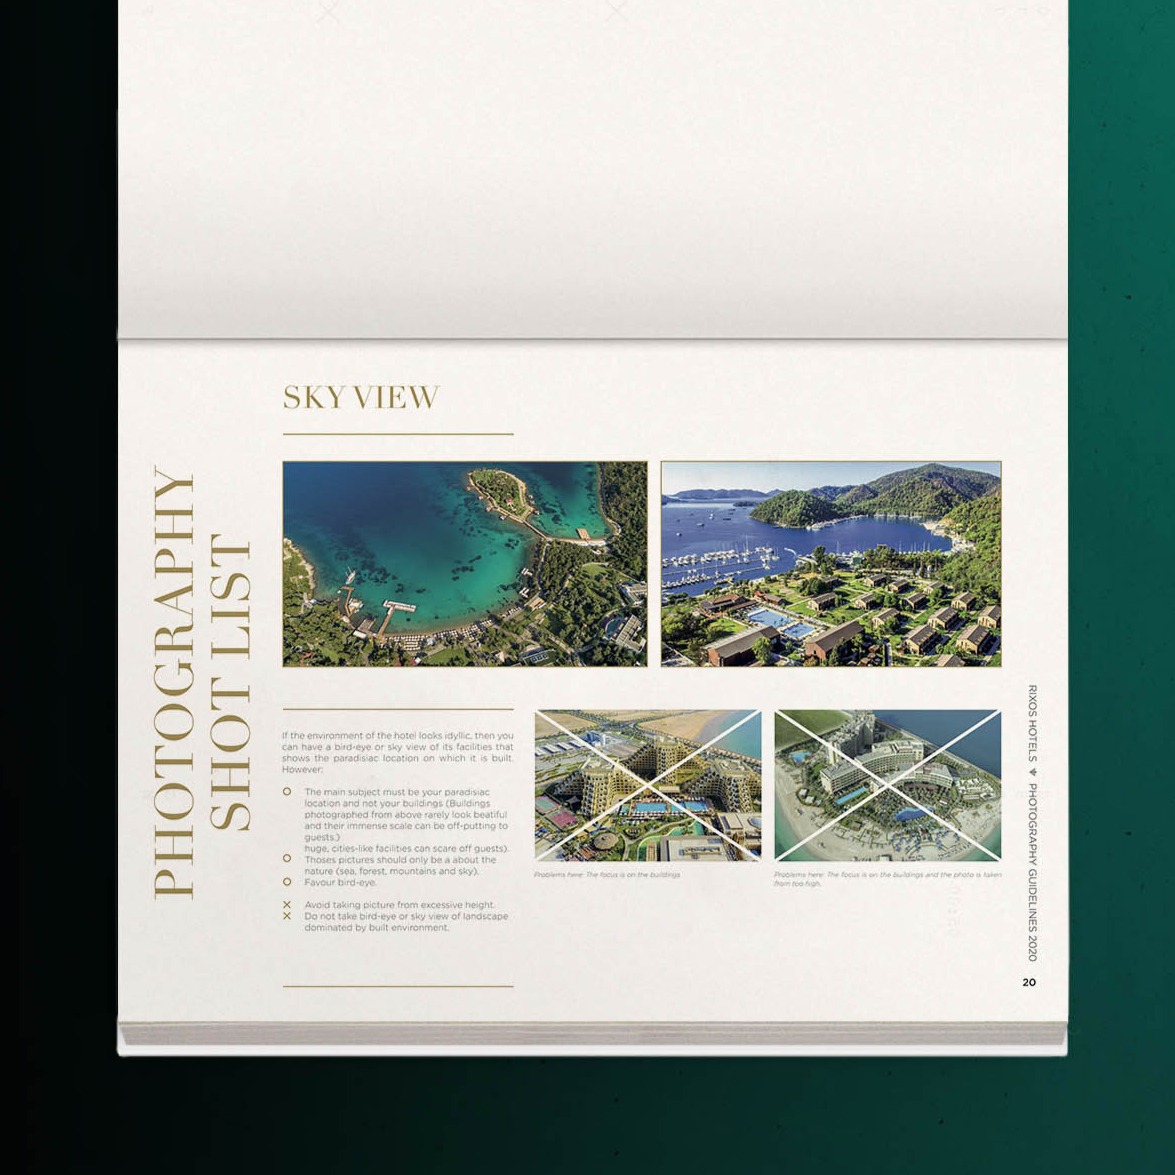 SKY VIEW
PHOTOGRAPHY
SHOT LIST
If the environment of the hotel looks idyllic, then you
can have a bird-eye or sky view of its facilities that
shows the paradisiac location on which it is built.
However:
The main subject must be your paradisiac
location and not your buildings (Buildings
photographed from above rarely look beatiful
and their immense scale can be off-putting to
guests.)
huge, cities-like facilities can scare off guests).
Thoses pictures should only be a about the
nature (sea, forest, mountains and sky).
Favour bird-eye.
Avoid taking picture from excessive height.
Do not take bird-eye or sky view of landscape
dominated by built environment.
Problems here: The focus is on the buildings
Problems here: The focus is on the buildings and the photo is taken
from too high.
RIXOS HOTELS PHOTOGRAPHY GUIDELINES 2020
20